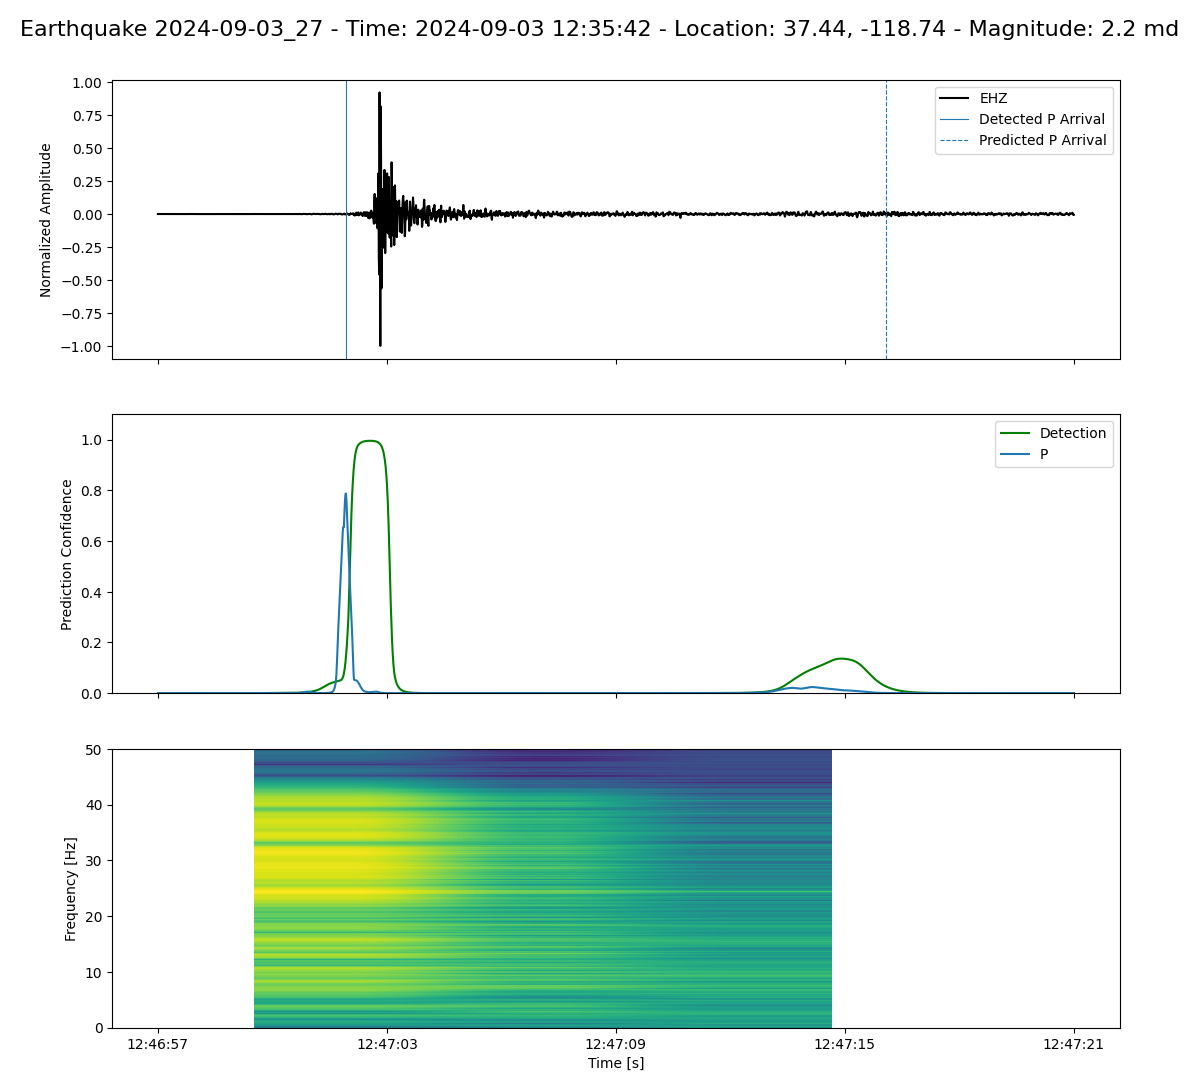 Earthquake 2024-09-03_27 - Time: 2024-09-03 12:35:42 - Location: 37.44, -118.74 - Magnitude: 2.2 md
1.00
0.75
0.50
0.25
0.00
−0.25
−0.50
−0.75
−1.00
Normalized Amplitude
EHZ
Detected P Arrival
Predicted P Arrival
1.0
0.8
0.6
0.4
0.2
0.0
Prediction Confidence
Detection
P
50
40
30
20
10
0
Frequency [Hz]
12:46:57
12:47:03
12:47:09
12:47:15
12:47:21
Time [s]